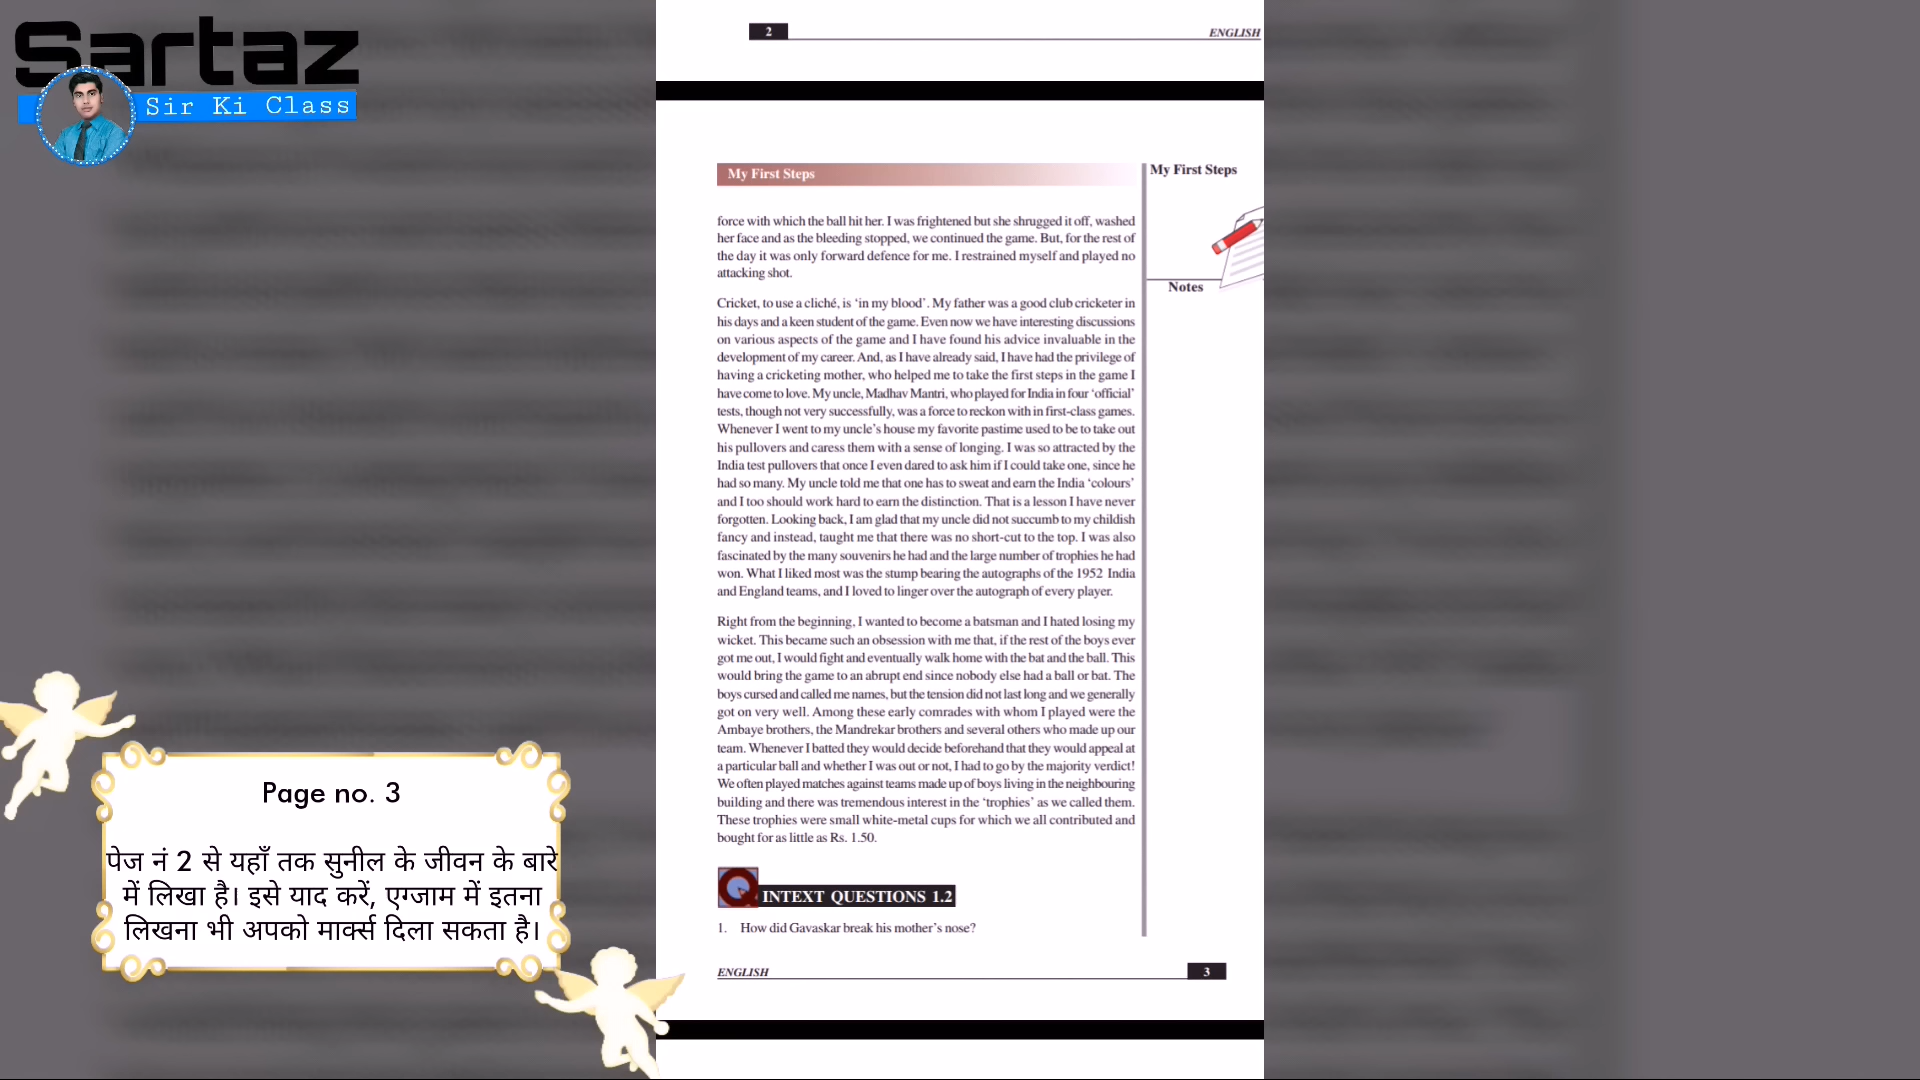 Sartaz
Sir Ki Class
2
ENGLISH
My First Steps
My First Steps
Notes
force with which the ball hit her. I was frightened but she shrugged it off, washed
her face and as the bleeding stopped, we continued the game. But, for the rest of
the day it was only forward defence for me. I restrained myself and played no
attacking shot.
Cricket, to use a cliché, is ‘in my blood’. My father was a good club cricketer in
his days and a keen student of the game. Even now we have interesting discussions
on various aspects of the game and I have found his advice invaluable in the
development of my career. And, as I have already said, I have had the privilege of
having a cricketing mother, who helped me to take the first steps in the game I
have come to love. My uncle, Madhav Mantri, who played for India in four ‘official’
tests, though not very successfully, was a force to reckon with in first-class games.
Whenever I went to my uncle’s house my favorite pastime used to be to take out
his pullovers and caress them with a sense of longing. I was so attracted by the
India test pullovers that once I even dared to ask him if I could take one, since he
had so many. My uncle told me that one has to sweat and earn the India ‘colours’
and I too should work hard to earn the distinction. That is a lesson I have never
forgotten. Looking back, I am glad that my uncle did not succumb to my childish
fancy and instead, taught me that there was no short-cut to the top. I was also
fascinated by the many souvenirs he had and the large number of trophies he had
won. What I liked most was the stump bearing the autographs of the 1952 India
and England teams, and I loved to linger over the autograph of every player.
Right from the beginning, I wanted to become a batsman and I hated losing my
wicket. This became such an obsession with me that, if the rest of the boys ever
got me out, I would fight and eventually walk home with the bat and the ball. This
would bring the game to an abrupt end since nobody else had a ball or bat. The
boys cursed and called me names, but the tension did not last long and we generally
got on very well. Among these early comrades with whom I played were the
Ambaye brothers, the Mandrekar brothers and several others who made up our
team. Whenever I batted they would decide beforehand that they would appeal at
a particular ball and whether I was out or not, I had to go by the majority verdict!
We often played matches against teams made up of boys living in the neighbouring
building and there was tremendous interest in the ‘trophies’ as we called them.
These trophies were small white-metal cups for which we all contributed and
bought for as little as Rs. 1.50.
INTEXT QUESTIONS 1.2
1. How did Gavaskar break his mother’s nose?
ENGLISH
3
Page no. 3
पेज नं 2 से यहाँ तक सुनील के जीवन के बारे
में लिखा है। इसे याद करें, एग्जाम में इतना
लिखना भी अपको मार्क्स दिला सकता है।